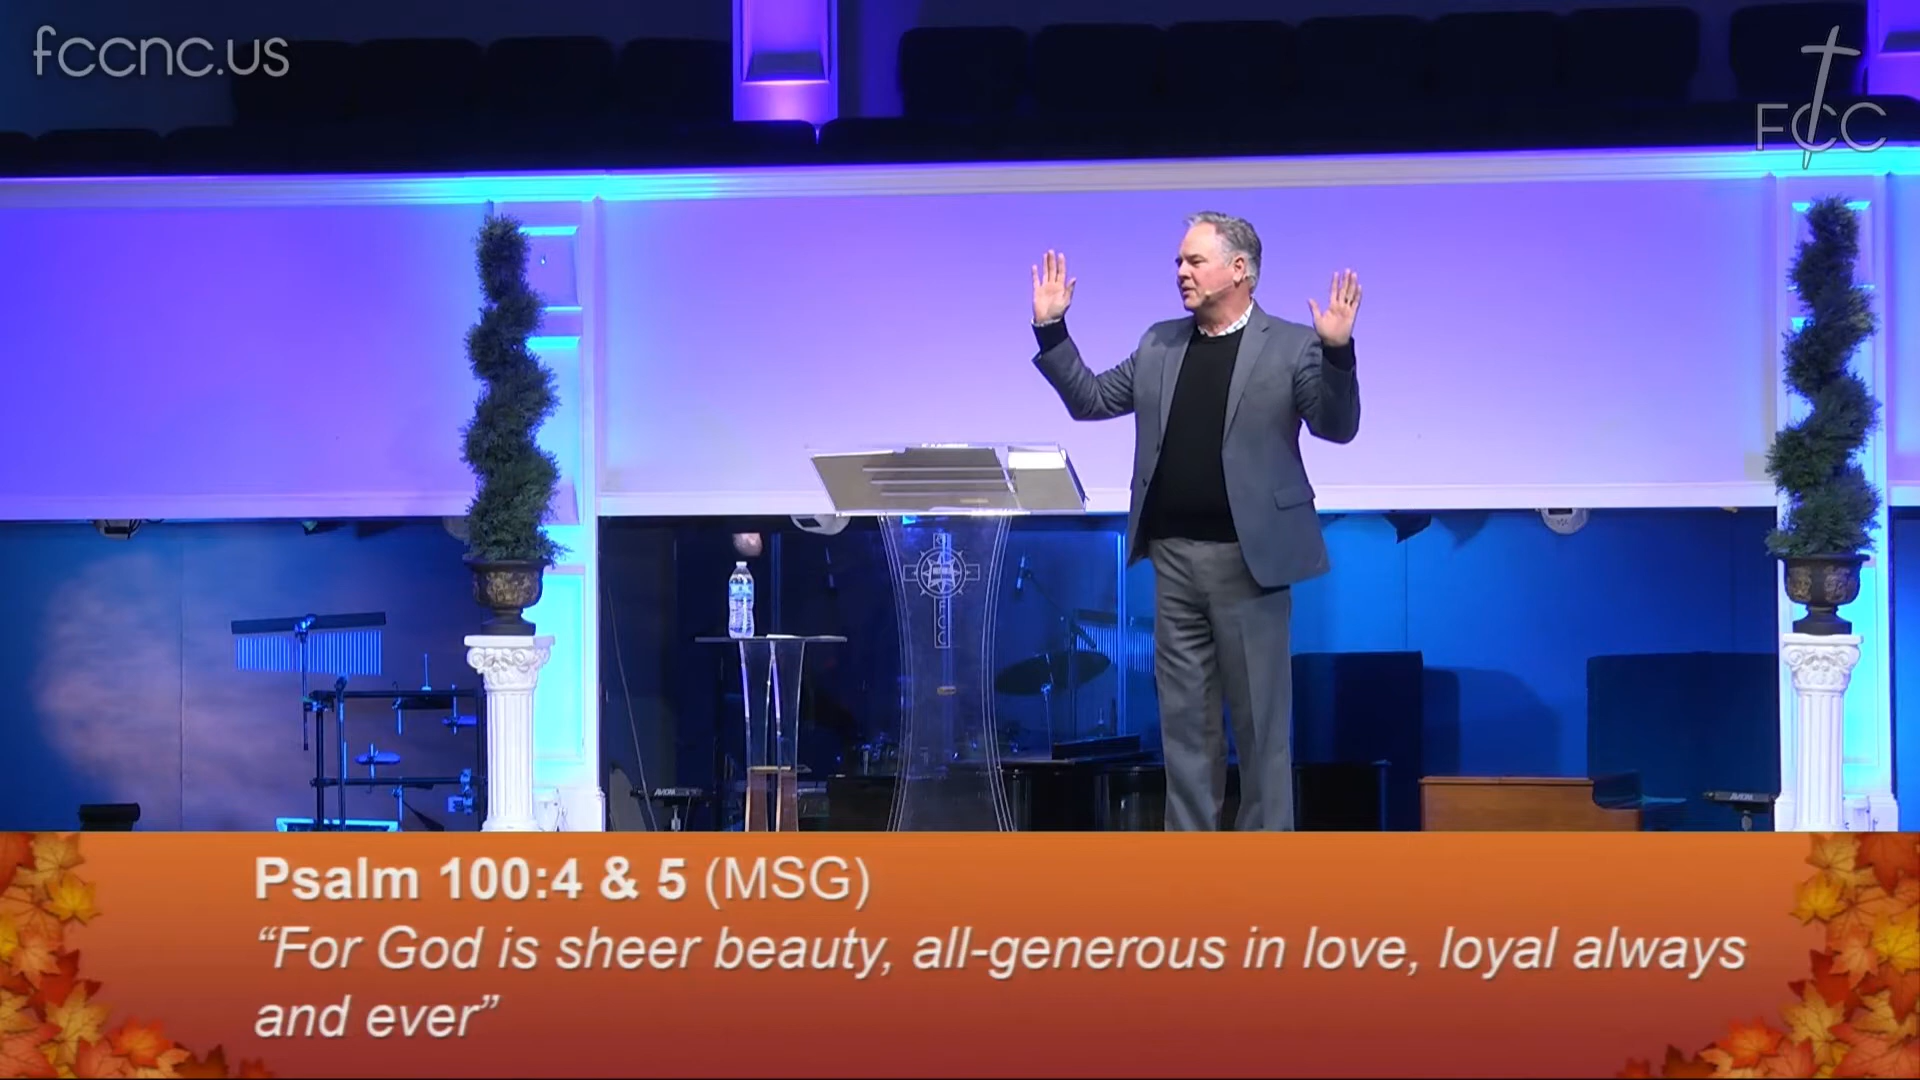 fccnc.us
FCC
Psalm 100:4 & 5 (MSG)
“For God is sheer beauty, all-generous in love, loyal always
and ever”
FCC